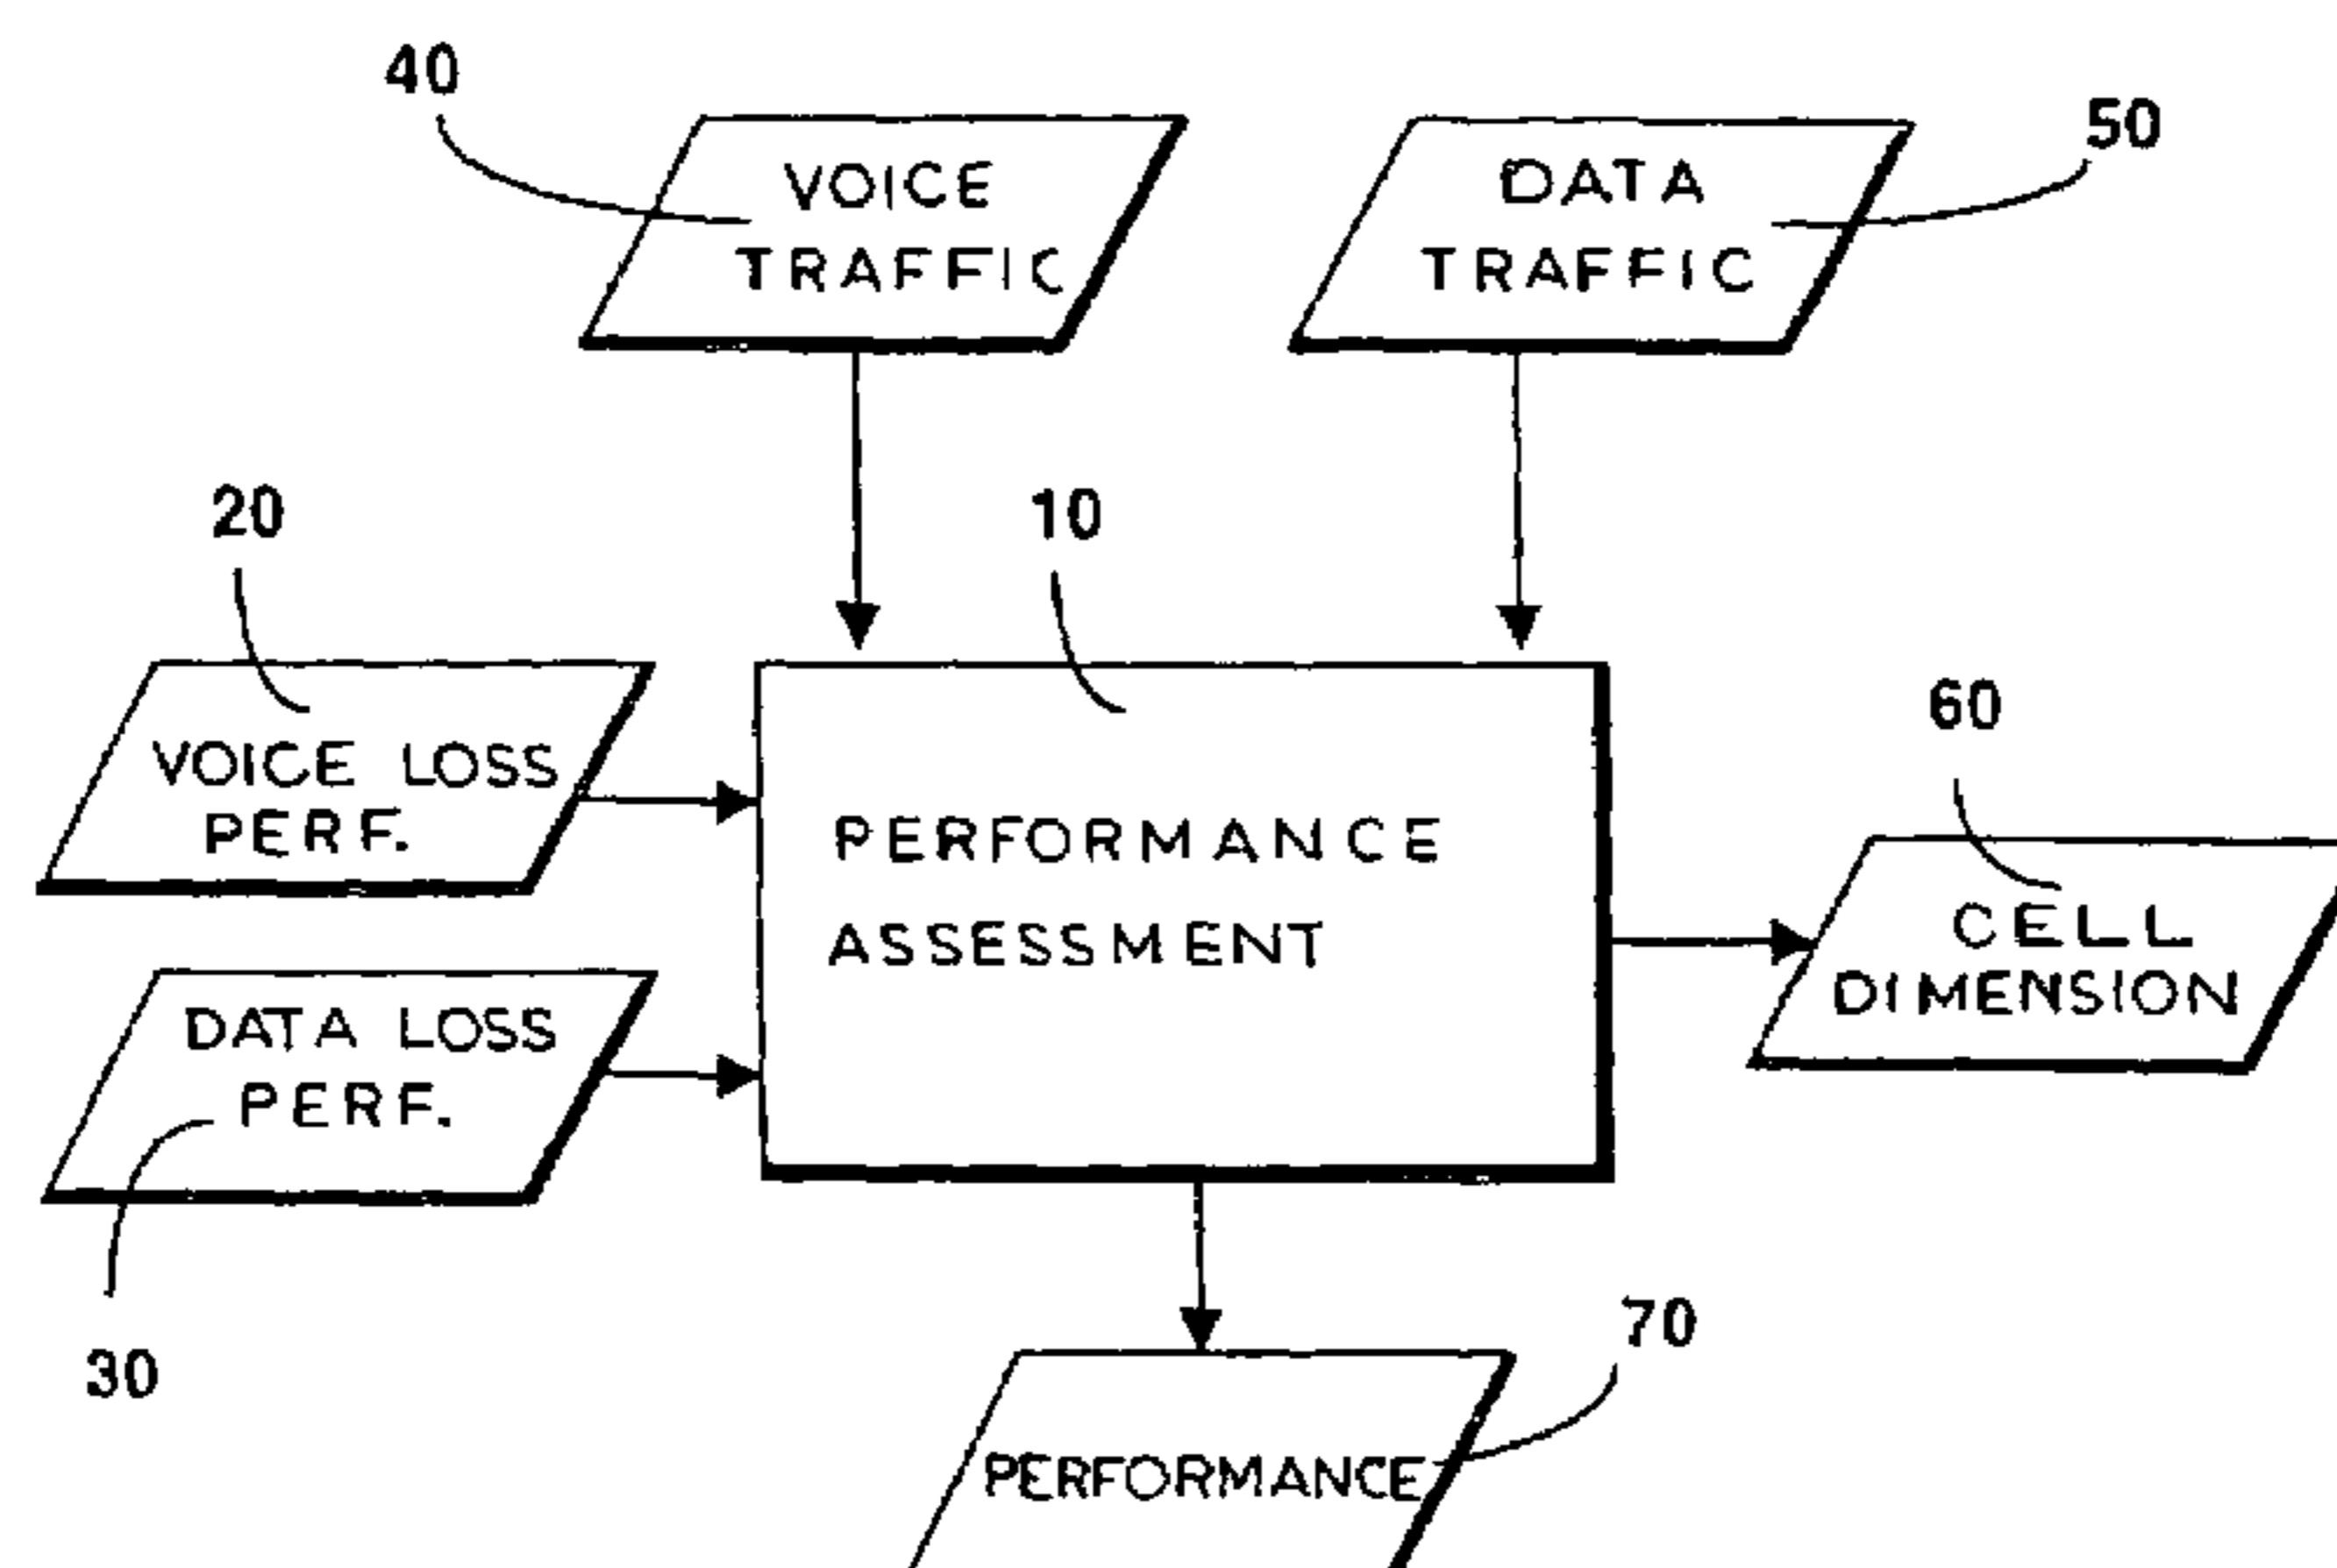 40
50
VOICE
TRAFFIC
DATA
TRAFFIC
20
10
60
VOICE LOSS
PERF.
PERFORMANCE
ASSESSMENT
CELL
DIMENSION
DATA LOSS
PERF.
30
70
PERFORMANCE